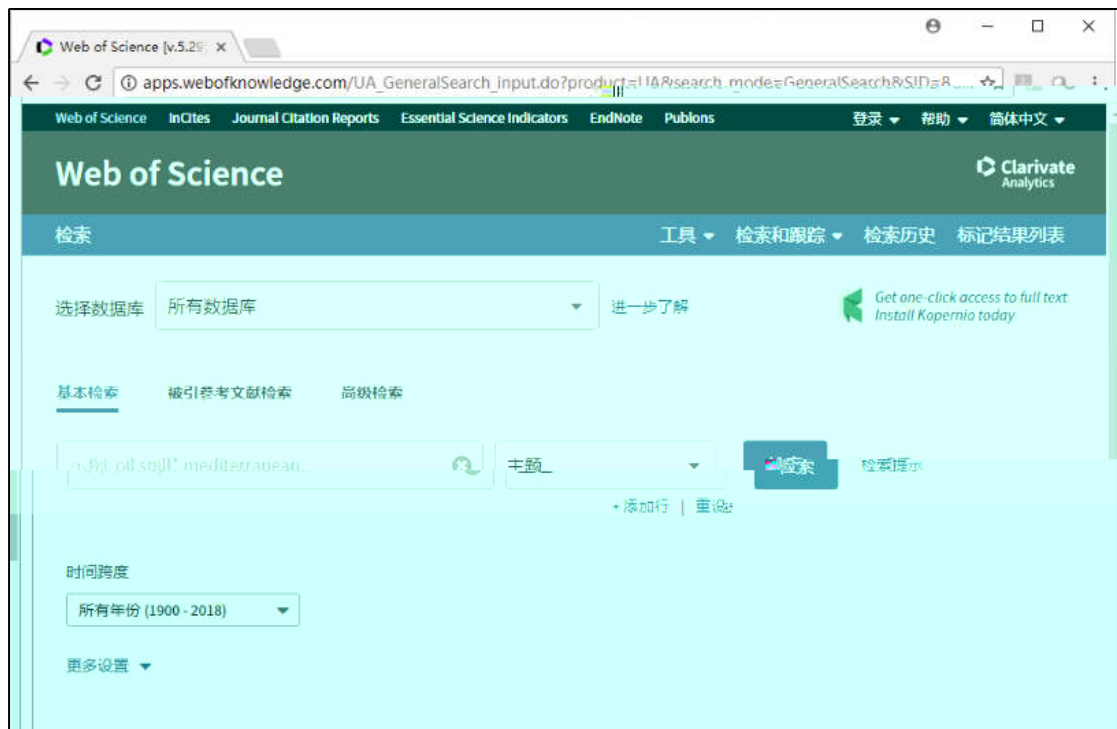 Web of Science [v.5.29
apps.webofknowledge.com/UA_GeneralSearch_input.do?product=UA&search_mode=GeneralSearch&SID=8...
Web of Science InCites Journal Citation Reports Essential Science Indicators EndNote Publons 登录 帮助 简体中文
Web of Science
Clarivate
Analytics
检索 工具 检索和跟踪 检索历史 标记结果列表
选择数据库 所有数据库 进一步了解
Get one-click access to full text
Install Kopernio today
基本检索 被引参考文献检索 高级检索
oil spill* mediterranean 主题 检索 检索提示
+添加行 | 重设
时间跨度
所有年份 (1900 - 2018)
更多设置